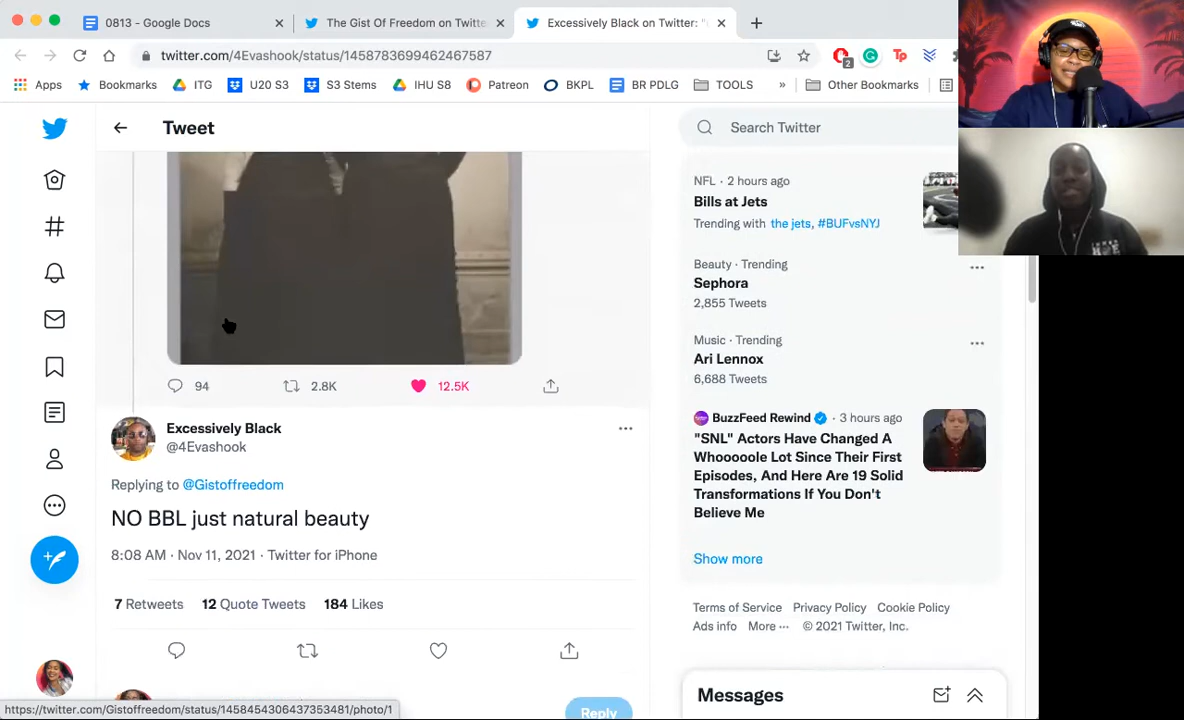 0813 - Google Docs
The Gist Of Freedom on Twitte
Excessively Black on Twitter: "
twitter.com/4Evashook/status/1458783699462467587
2
Apps
Bookmarks
ITG
U20 S3
S3 Stems
IHU S8
Patreon
BKPL
BR PDLG
TOOLS
»
Other Bookmarks
Tweet
Search Twitter
NFL · 2 hours ago
Bills at Jets
Trending with the jets, #BUFvsNYJ
Beauty · Trending
Sephora
2,855 Tweets
Music · Trending
Ari Lennox
6,688 Tweets
94
2.8K
12.5K
BuzzFeed Rewind · 3 hours ago
"SNL" Actors Have Changed A
Whooooole Lot Since Their First
Episodes, And Here Are 19 Solid
Transformations If You Don't
Believe Me
Show more
Excessively Black
@4Evashook
Replying to @Gistoffreedom
NO BBL just natural beauty
8:08 AM · Nov 11, 2021 · Twitter for iPhone
7 Retweets 12 Quote Tweets 184 Likes
Terms of Service Privacy Policy Cookie Policy
Ads info More ··· © 2021 Twitter, Inc.
Messages
Reply
https://twitter.com/Gistoffreedom/status/1458454306437353481/photo/1